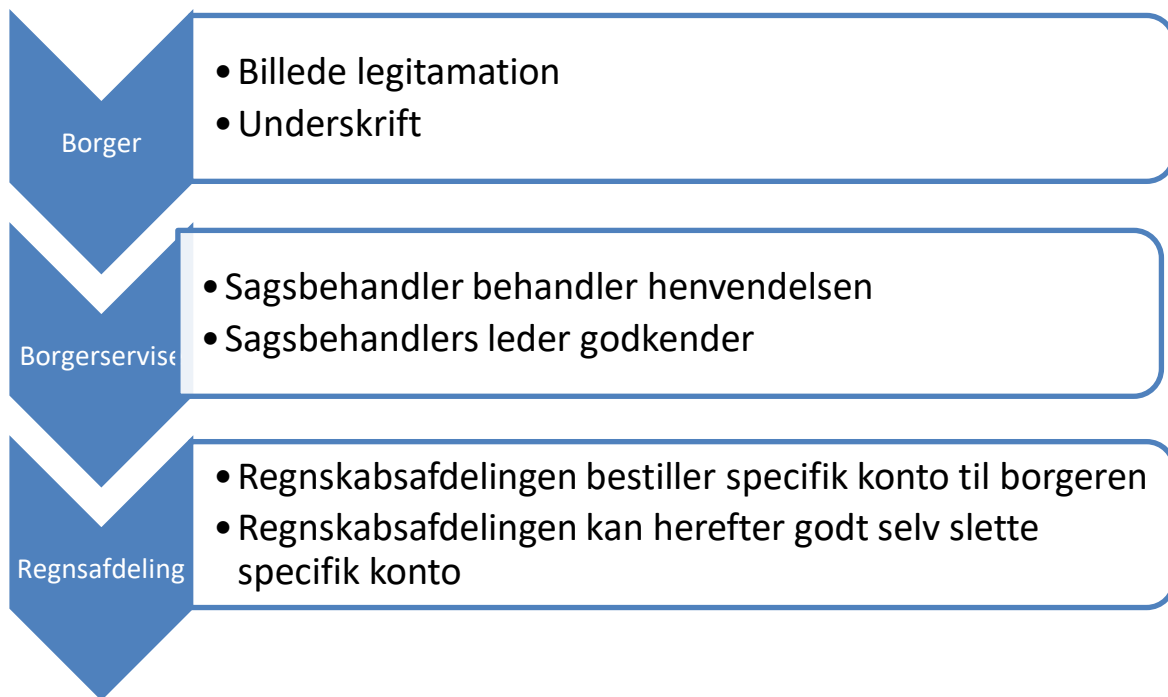 Borger
• Billede legitamation
• Underskrift
Borgerservise
• Sagsbehandler behandler henvendelsen
• Sagsbehandlers leder godkender
Regnsafdeling
• Regnskabsafdelingen bestiller specifik konto til borgeren
• Regnskabsafdelingen kan herefter godt selv slette
specifik konto